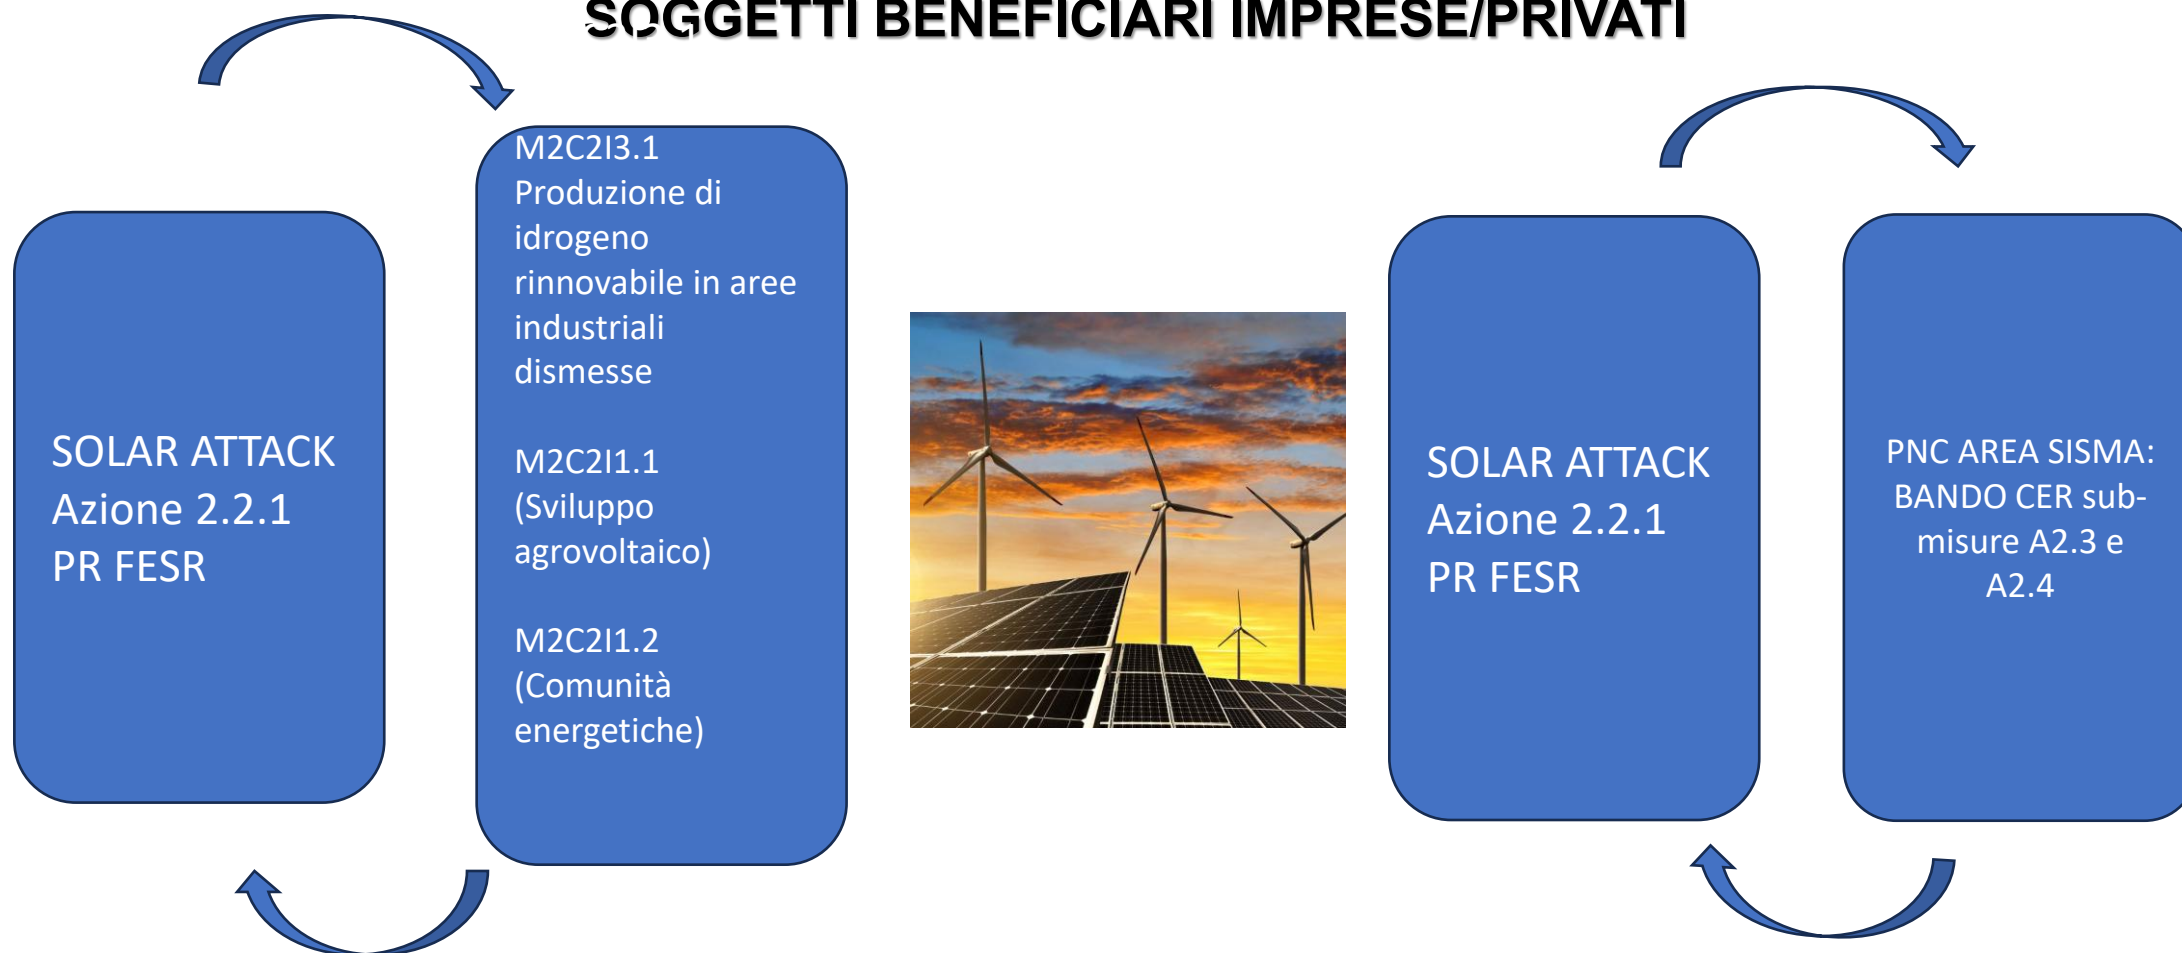 SOGGETTI BENEFICIARI IMPRESE/PRIVATI
SOLAR ATTACK
Azione 2.2.1
PR FESR
M2C2I3.1
Produzione di
idrogeno
rinnovabile in aree
industriali
dismesse
M2C2I1.1
(Sviluppo
agrovoltaico)
M2C2I1.2
(Comunità
energetiche)
SOLAR ATTACK
Azione 2.2.1
PR FESR
PNC AREA SISMA:
BANDO CER sub-
misure A2.3 e
A2.4